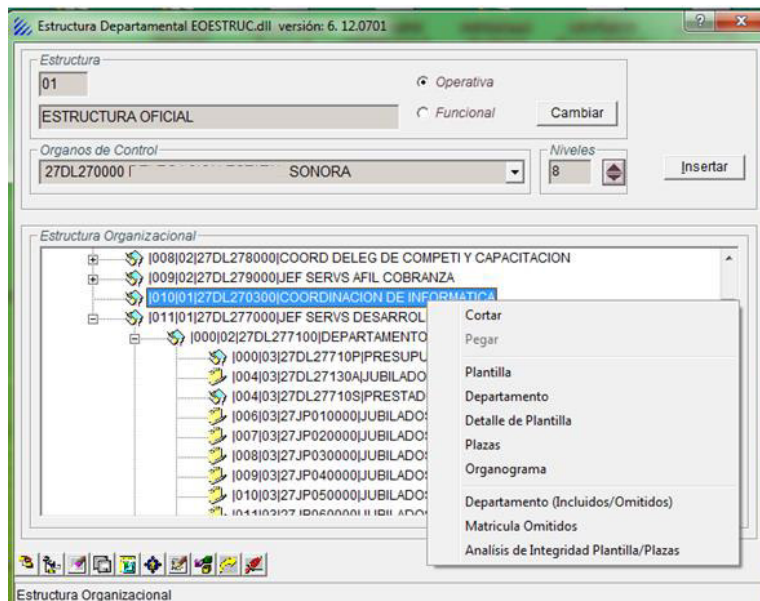 Estructura Departamental EOESTRUC.dll versión: 6. 12.0701
Estructura
01
Operativa
ESTRUCTURA OFICIAL
Funcional
Cambiar
Organos de Control
Niveles
27DL270000 SONORA
8
Insertar
Estructura Organizacional
|008|02|27DL278000|COORD DELEG DE COMPETI Y CAPACITACION
|009|02|27DL279000|JEF SERVS AFIL COBRANZA
|010|01|27DL270300|COORDINACION DE INFORMATICA
|011|01|27DL277000|JEF SERVS DESARROL
|000|02|27DL277100|DEPARTAMENTO
|000|03|27DL27710P|PRESUPU
|004|03|27DL27130A|JUBILADO
|004|03|27DL27710S|PRESTAD
|006|03|27JP010000|JUBILADOS
|007|03|27JP020000|JUBILADOS
|008|03|27JP030000|JUBILADOS
|009|03|27JP040000|JUBILADOS
|010|03|27JP050000|JUBILADOS
Cortar
Pegar
Plantilla
Departamento
Detalle de Plantilla
Plazas
Organograma
Departamento (Incluidos/Omitidos)
Matricula Omitidos
Analísis de Integridad Plantilla/Plazas
Estructura Organizacional